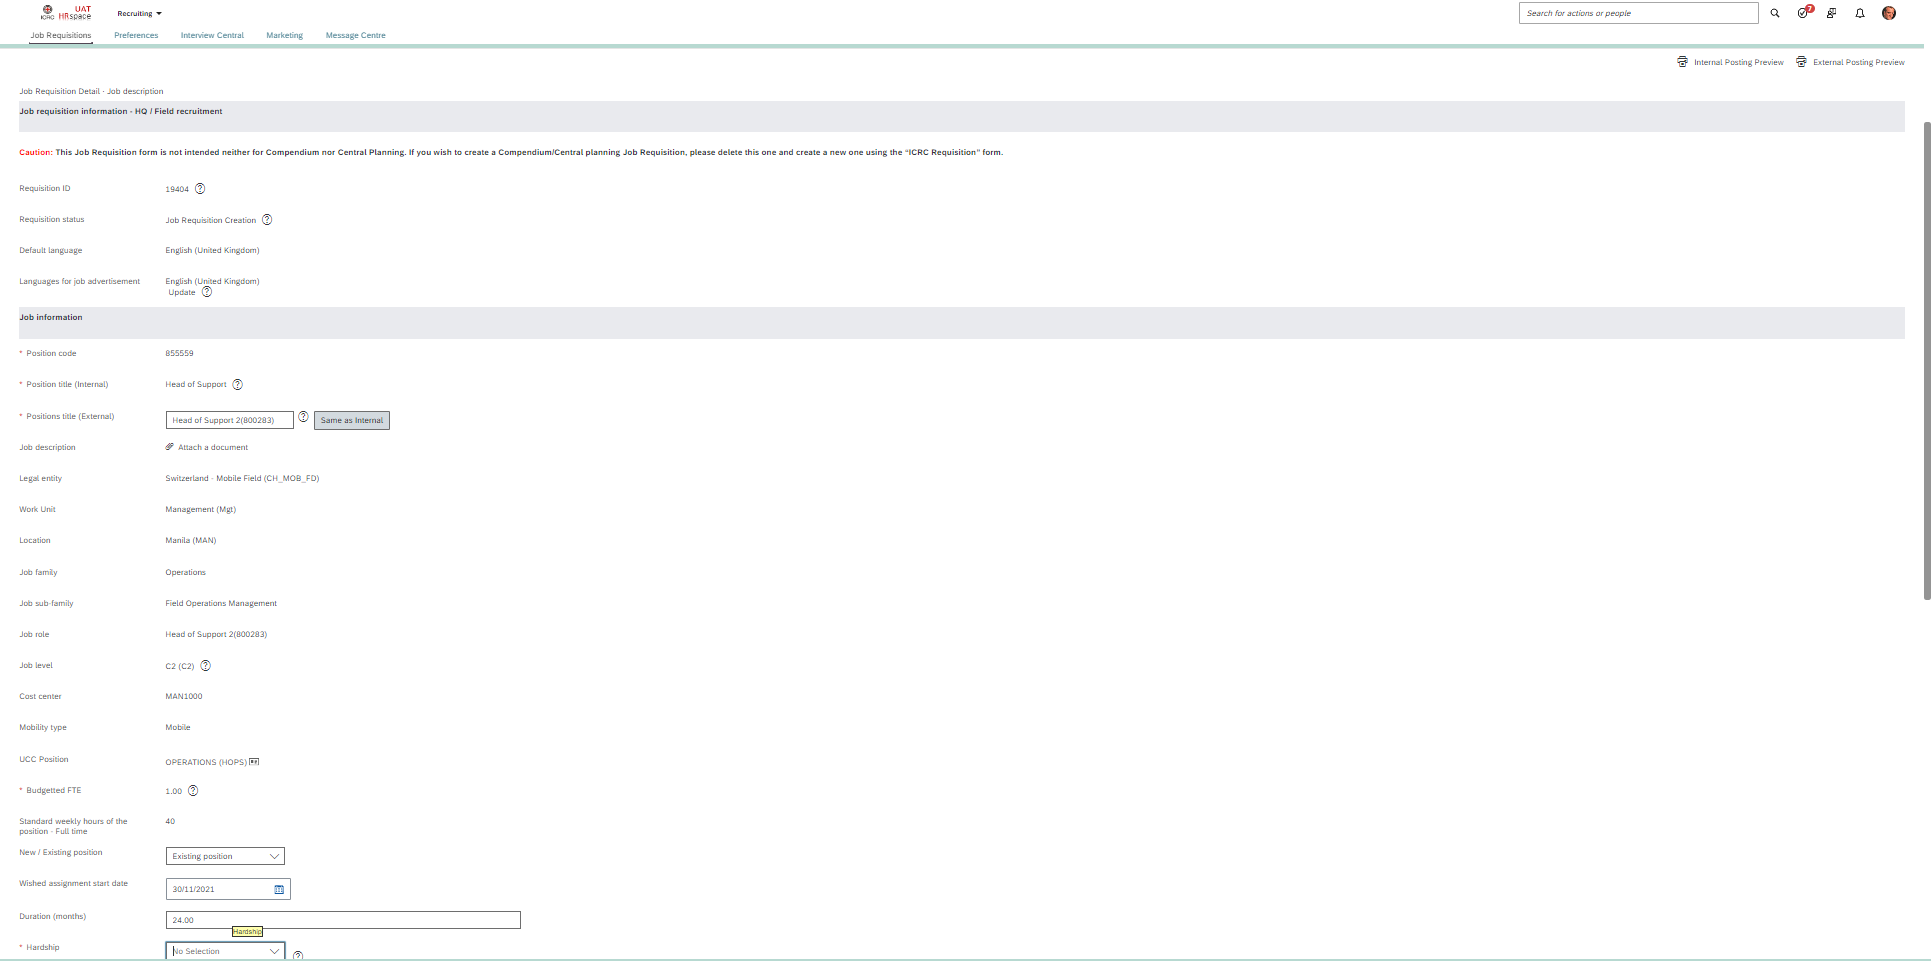 UAT
ICRC HRspace
Recruiting
Search for actions or people
7
Job Requisitions Preferences Interview Central Marketing Message Centre
Internal Posting Preview External Posting Preview
Job Requisition Detail - Job description
Job requisition information - HQ / Field recruitment
Caution: This Job Requisition form is not intended neither for Compendium nor Central Planning. If you wish to create a Compendium/Central planning Job Requisition, please delete this one and create a new one using the "ICRC Requisition" form.
Requisition ID 19404 ?
Requisition status Job Requisition Creation ?
Default language English (United Kingdom)
Languages for job advertisement English (United Kingdom)
Update ?
Job information
* Position code 855559
* Position title (Internal) Head of Support ?
* Positions title (External) Head of Support 2(800283) ? Same as Internal
Job description Attach a document
Legal entity Switzerland - Mobile Field (CH_MOB_FD)
Work Unit Management (Mgt)
Location Manila (MAN)
Job family Operations
Job sub-family Field Operations Management
Job role Head of Support 2(800283)
Job level C2 (C2) ?
Cost center MAN1000
Mobility type Mobile
UCC Position OPERATIONS (HOPS)
* Budgetted FTE 1.00 ?
Standard weekly hours of the 40
position - Full time
New / Existing position Existing position
Wished assignment start date 30/11/2021
Duration (months) 24.00
Hardship
* Hardship No Selection ?